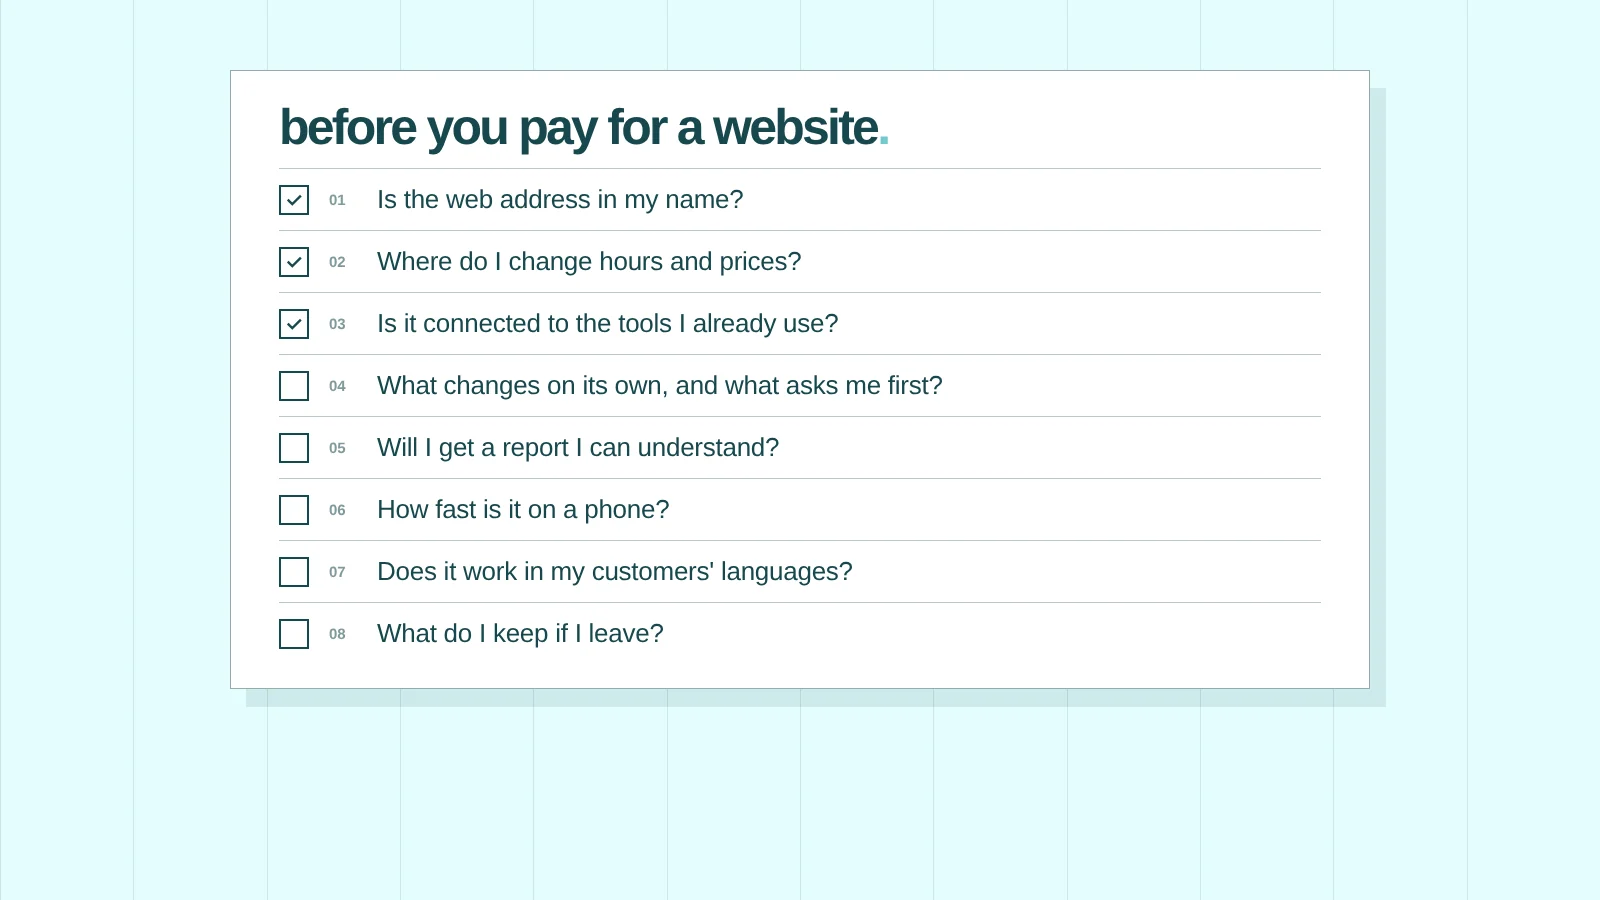 before you pay for a website.
01 Is the web address in my name?
02 Where do I change hours and prices?
03 Is it connected to the tools I already use?
04 What changes on its own, and what asks me first?
05 Will I get a report I can understand?
06 How fast is it on a phone?
07 Does it work in my customers' languages?
08 What do I keep if I leave?